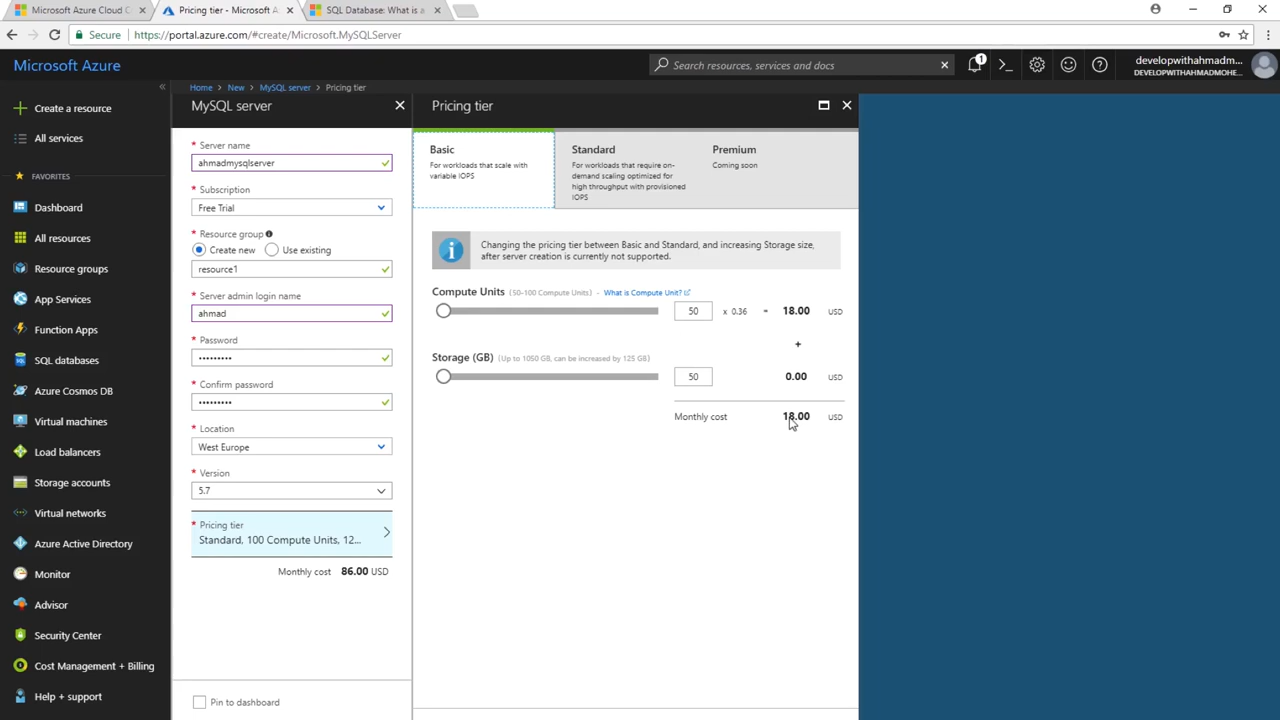 Microsoft Azure Cloud C
Pricing tier - Microsoft A
SQL Database: What is a
Secure
https://portal.azure.com/#create/Microsoft.MySQLServer
Microsoft Azure
Search resources, services and docs
1
developwithahmadm...
DEVELOPWITHAHMADMOHE...
Home
New
MySQL server
Pricing tier
Create a resource
All services
FAVORITES
Dashboard
All resources
Resource groups
App Services
Function Apps
SQL databases
Azure Cosmos DB
Virtual machines
Load balancers
Storage accounts
Virtual networks
Azure Active Directory
Monitor
Advisor
Security Center
Cost Management + Billing
Help + support
MySQL server
* Server name
ahmadmysqlserver
* Subscription
Free Trial
* Resource group
Create new
Use existing
resource1
* Server admin login name
ahmad
* Password
•••••••••
* Confirm password
•••••••••
* Location
West Europe
* Version
5.7
* Pricing tier
Standard, 100 Compute Units, 12...
Monthly cost 86.00 USD
Pin to dashboard
Pricing tier
Basic
For workloads that scale with
variable IOPS
Standard
For workloads that require on-
demand scaling optimized for
high throughput with provisioned
IOPS
Premium
Coming soon
Changing the pricing tier between Basic and Standard, and increasing Storage size,
after server creation is currently not supported.
Compute Units (50-100 Compute Units) - What is Compute Unit?
50 x 0.36 = 18.00 USD
+
Storage (GB) (Up to 1050 GB, can be increased by 125 GB)
50 0.00 USD
Monthly cost 18.00 USD